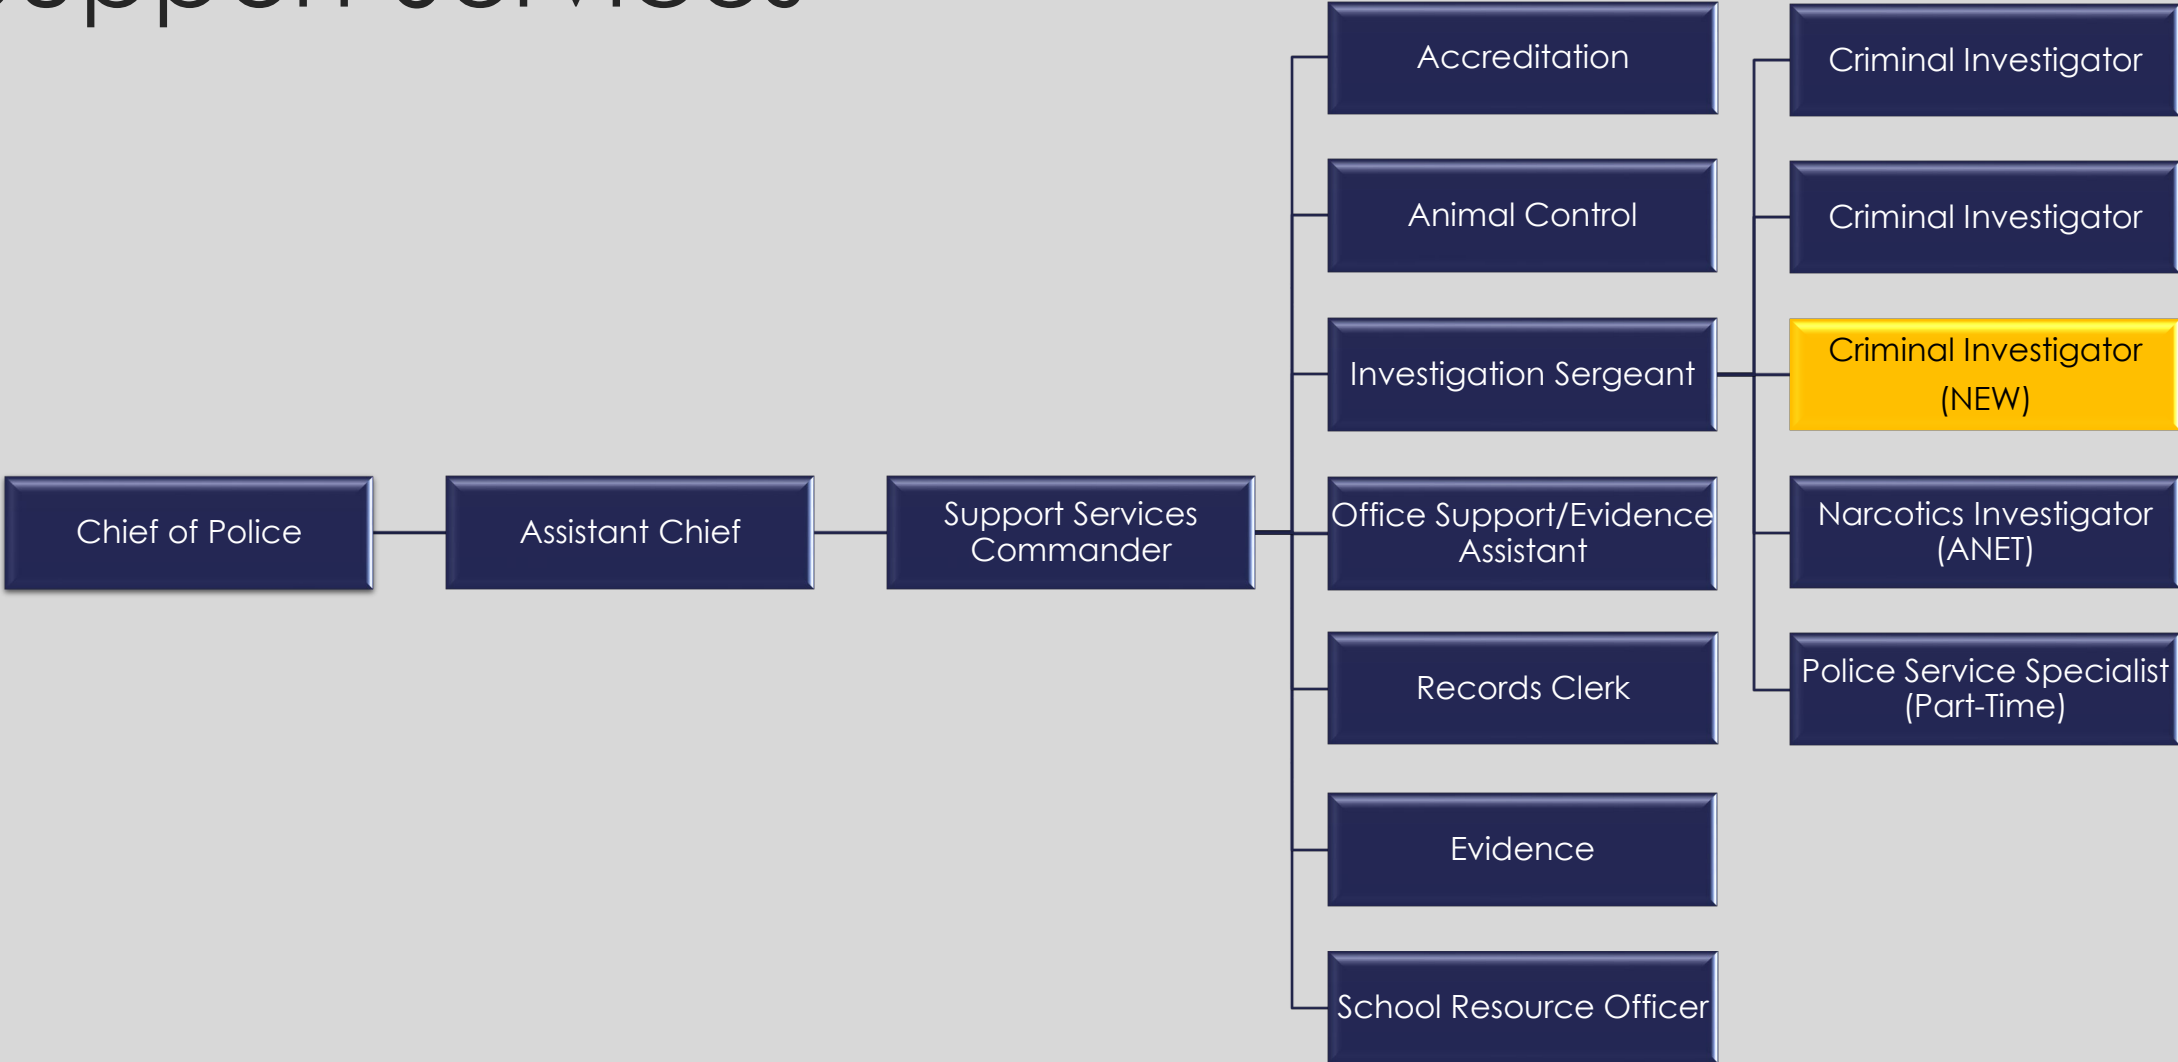 Support Services
Chief of Police
Assistant Chief
Support Services
Commander
Accreditation
Animal Control
Investigation Sergeant
Office Support/Evidence
Assistant
Records Clerk
Evidence
School Resource Officer
Criminal Investigator
Criminal Investigator
Criminal Investigator
(NEW)
Narcotics Investigator
(ANET)
Police Service Specialist
(Part-Time)